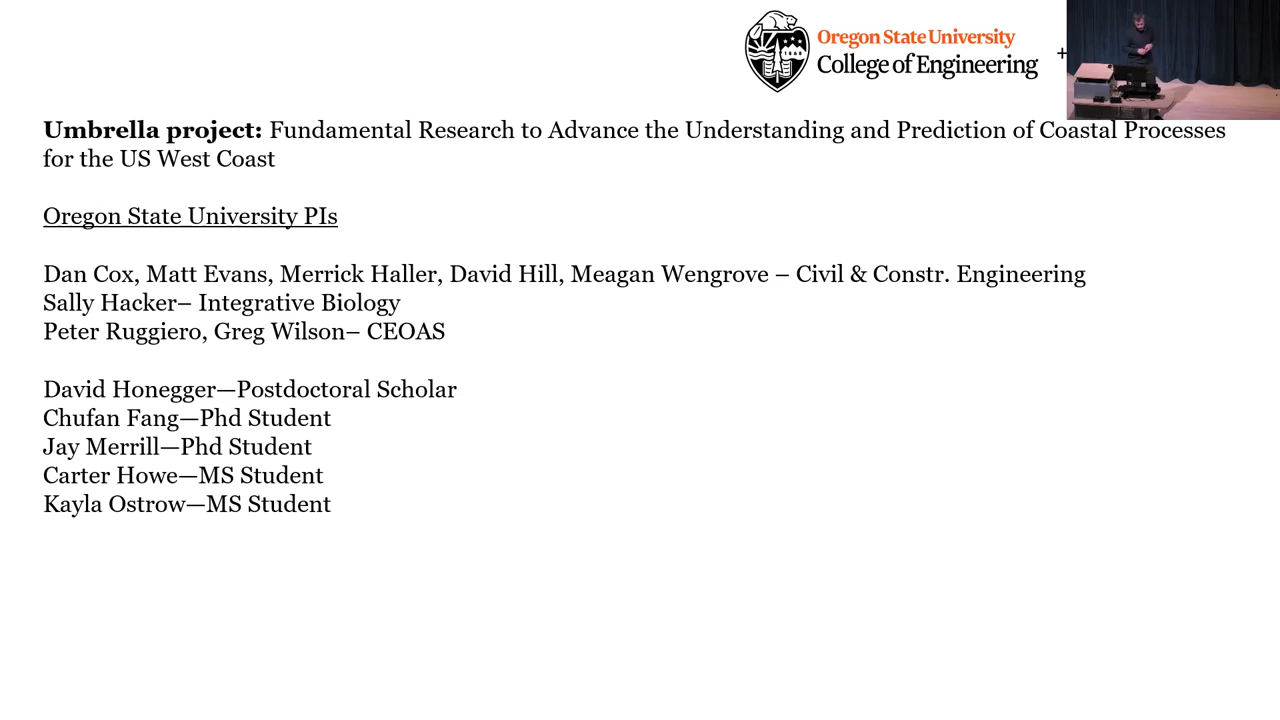 Oregon State University
College of Engineering
+
Umbrella project: Fundamental Research to Advance the Understanding and Prediction of Coastal Processes
for the US West Coast
Oregon State University PIs
Dan Cox, Matt Evans, Merrick Haller, David Hill, Meagan Wengrove – Civil & Constr. Engineering
Sally Hacker– Integrative Biology
Peter Ruggiero, Greg Wilson– CEOAS
David Honegger—Postdoctoral Scholar
Chufan Fang—Phd Student
Jay Merrill—Phd Student
Carter Howe—MS Student
Kayla Ostrow—MS Student